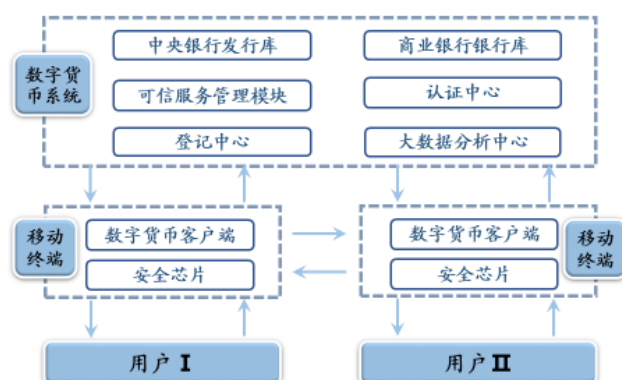 中央银行发行库
商业银行银行库
数字货
币系统
可信服务管理模块
认证中心
登记中心
大数据分析中心
移动
终端
数字货币客户端
安全芯片
数字货币客户端
安全芯片
移动
终端
用户 I
用户 II